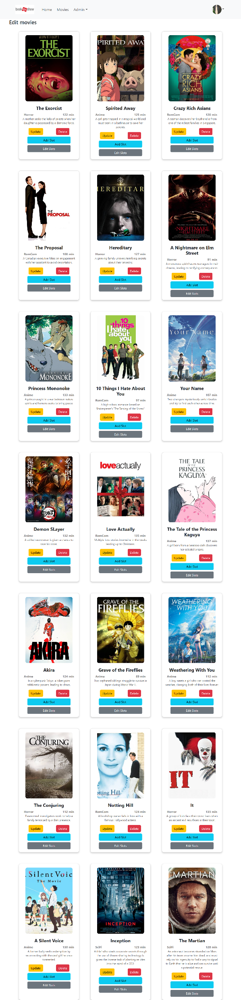 bookmyshow
Home
Movies
Admin
Edit movies
WILLIAM PETER BLATTY'S
THE
EXORCIST
The Exorcist
Horror 122 min
A mother seeks the help of priests when her
daughter is possessed by a demonic force.
Update Delete
Add Slot
Edit Slots
PIRITED AWA
Spirited Away
Anime 125 min
A girl gets trapped in a magical world and
must work in a bathhouse to save her
parents.
Update Delete
Add Slot
Edit Slots
CRAZY
RICH
ASIANS
Crazy Rich Asians
RomCom 120 min
A woman discovers her boyfriend is from
one of the richest families in Singapore.
Update Delete
Add Slot
Edit Slots
THE
PROPOSAL
The Proposal
RomCom 108 min
A Canadian executive fakes an engagement
with her assistant to avoid deportation.
Update Delete
Add Slot
Edit Slots
HEREDITAR
Hereditary
Horror 127 min
A grieving family unravels terrifying secrets
about their ancestry.
Update Delete
Add Slot
Edit Slots
WELCOME TO YOUR NEW NIGHTMARE
A NIGHTMARE
ON ELM STREET
04.30.10
A Nightmare on Elm
Street
Horror 91 min
A monstrous spirit haunts teenagers in their
dreams, leading to terrifying consequences.
Update Delete
Add Slot
Edit Slots
PRINCESS
MONONOKE
Princess Mononoke
Anime 133 min
A prince caught in a war between nature
spirits and humans seeks to bring peace.
Update Delete
Add Slot
Edit Slots
10
things
I hate
about
you
10 Things I Hate About
You
RomCom 97 min
A high school romance based on
Shakespeare's 'The Taming of the Shrew'.
Update Delete
Add Slot
Edit Slots
Your Name.
Your Name
Anime 107 min
Two strangers mysteriously switch bodies
and try to find each other across time.
Update Delete
Add Slot
Edit Slots
必ず倒す
鬼舞辻無惨
鬼滅の刃
Demon SLayer
Anime 132 min
A skilled swordsman is given a chance to
save his sister.
Update Delete
Add Slot
Edit Slots
loveactually
PERFECT
Love Actually
RomCom 135 min
Multiple love stories intertwine in the weeks
leading up to Christmas.
Update Delete
Add Slot
Edit Slots
THE TALE
OF THE
PRINCESS
KAGUYA
The Tale of the Princess
Kaguya
Anime 137 min
A girl born from a bamboo stalk discovers
her celestial origins.
Update Delete
Add Slot
Edit Slots
AKIRA
Akira
Anime 124 min
In a cyberpunk Tokyo, a biker gains
telekinetic powers, leading to chaos.
Update Delete
Add Slot
Edit Slots
GRAVE OF THE
FIREFLIES
Grave of the Fireflies
Anime 89 min
Two orphaned siblings struggle to survive in
Japan during World War II.
Update Delete
Add Slot
Edit Slots
WEATHERING
WITH YOU
Weathering With You
Anime 112 min
A boy meets a girl who can control the
weather, changing both of their lives forever.
Update Delete
Add Slot
Edit Slots
THE
CONJURING
The Conjuring
Horror 112 min
Paranormal investigators work to help a
family terrorized by a dark presence.
Update Delete
Add Slot
Edit Slots
otting Hill
Notting Hill
RomCom 124 min
A bookshop owner falls in love with a
famous Hollywood actress.
Update Delete
Add Slot
Edit Slots
IT
It
Horror 135 min
A group of kids face their worst fears when
an ancient evil resurfaces in their town.
Update Delete
Add Slot
Edit Slots
Silent Voic
The Movie
A Silent Voice
Anime 130 min
A former bully seeks redemption by
reconnecting with the deaf girl he once
tormented.
Update Delete
Add Slot
Edit Slots
LEONARDO DICAPRIO
INCEPTION
Inception
SciFi 123 min
A thief who steals corporate secrets through
the use of dream-sharing technology is
given the inverse task of planting an idea
into the mind of a CEO.
Update Delete
Add Slot
Edit Slots
THE
MARTIAN
The Martian
SciFi 128 min
An astronaut becomes stranded on Mars
after his team assume him dead, and must
rely on his ingenuity to find a way to signal
to Earth that he is alive and can survive until
a potential rescue.
Update Delete
Add Slot
Edit Slots